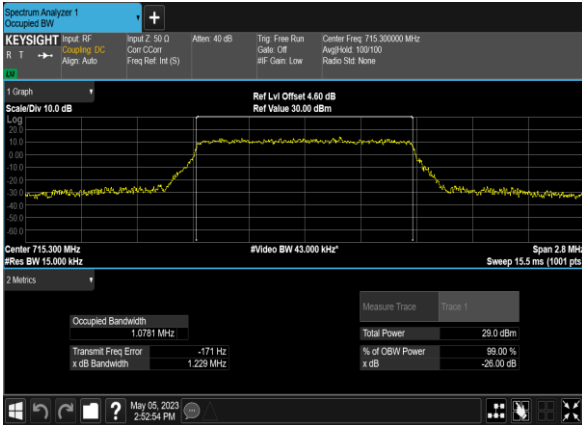 Spectrum Analyzer 1
Occupied BW
KEYSIGHT
R T
LXI
Input: RF
Coupling: DC
Align: Auto
Input Z: 50 Ω
Corr CCorr
Freq Ref: Int (S)
Atten: 40 dB
Trig: Free Run
Gate: Off
#IF Gain: Low
Center Freq: 715.300000 MHz
Avg|Hold: 100/100
Radio Std: None
1 Graph
Scale/Div 10.0 dB
Ref Lvl Offset 4.60 dB
Ref Value 30.00 dBm
Log
20.0
10.0
0.00
-10.0
-20.0
-30.0
-40.0
-50.0
-60.0
Center 715.300 MHz
#Res BW 15.000 kHz
#Video BW 43.000 kHz*
Span 2.8 MHz
Sweep 15.5 ms (1001 pts
2 Metrics
Measure Trace
Trace 1
Occupied Bandwidth
1.0781 MHz
Total Power 29.0 dBm
Transmit Freq Error -171 Hz
% of OBW Power 99.00 %
x dB Bandwidth 1.229 MHz
x dB -26.00 dB
?
May 05, 2023
2:52:54 PM